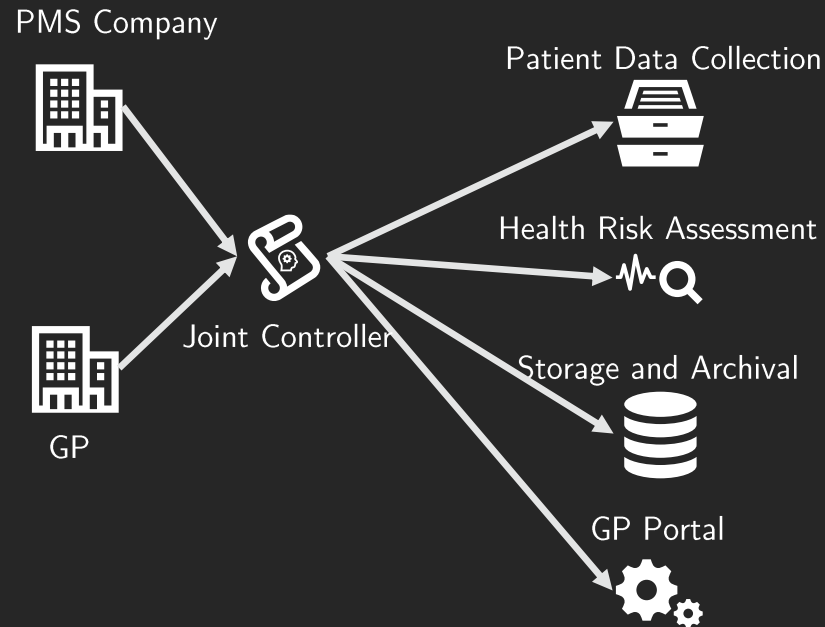 PMS Company
Patient Data Collection
Health Risk Assessment
Joint Controller
Storage and Archival
GP
GP Portal